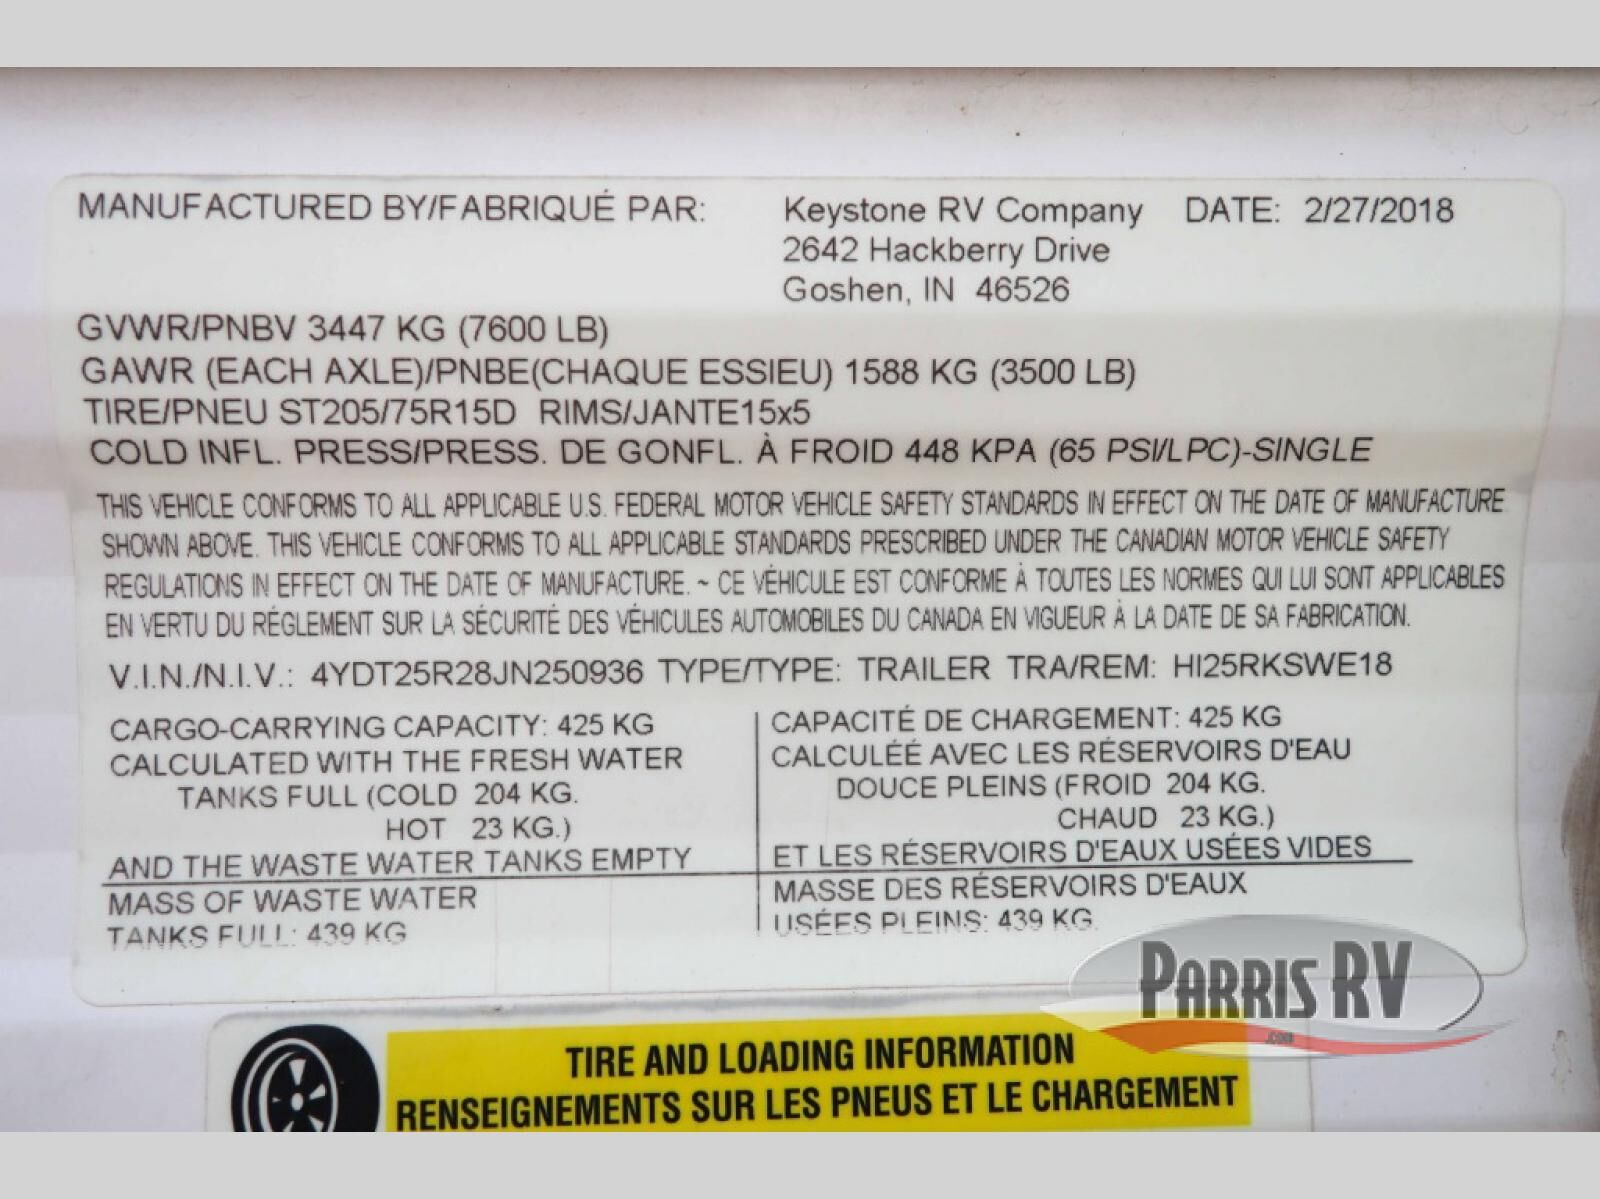 MANUFACTURED BY/FABRIQUÉ PAR: Keystone RV Company DATE: 2/27/2018
2642 Hackberry Drive
Goshen, IN 46526
GVWR/PNBV 3447 KG (7600 LB)
GAWR (EACH AXLE)/PNBE(CHAQUE ESSIEU) 1588 KG (3500 LB)
TIRE/PNEU ST205/75R15D RIMS/JANTE15x5
COLD INFL. PRESS/PRESS. DE GONFL. À FROID 448 KPA (65 PSI/LPC)-SINGLE
THIS VEHICLE CONFORMS TO ALL APPLICABLE U.S. FEDERAL MOTOR VEHICLE SAFETY STANDARDS IN EFFECT ON THE DATE OF MANUFACTURE
SHOWN ABOVE. THIS VEHICLE CONFORMS TO ALL APPLICABLE STANDARDS PRESCRIBED UNDER THE CANADIAN MOTOR VEHICLE SAFETY
REGULATIONS IN EFFECT ON THE DATE OF MANUFACTURE. ~ CE VÉHICULE EST CONFORME À TOUTES LES NORMES QUI LUI SONT APPLICABLES
EN VERTU DU RÉGLEMENT SUR LA SÉCURITÉ DES VÉHICULES AUTOMOBILES DU CANADA EN VIGUEUR À LA DATE DE SA FABRICATION.
V.I.N./N.I.V.: 4YDT25R28JN250936 TYPE/TYPE: TRAILER TRA/REM: HI25RKSWE18
CARGO-CARRYING CAPACITY: 425 KG
CALCULATED WITH THE FRESH WATER
TANKS FULL (COLD 204 KG.
HOT 23 KG.)
AND THE WASTE WATER TANKS EMPTY
MASS OF WASTE WATER
TANKS FULL: 439 KG
CAPACITÉ DE CHARGEMENT: 425 KG
CALCULÉÉ AVEC LES RÉSERVOIRS D'EAU
DOUCE PLEINS (FROID 204 KG.
CHAUD 23 KG.)
ET LES RÉSERVOIRS D'EAUX USÉES VIDES
MASSE DES RÉSERVOIRS D'EAUX
USÉES PLEINS: 439 KG.
PARRIS RV
.COM
TIRE AND LOADING INFORMATION
RENSEIGNEMENTS SUR LES PNEUS ET LE CHARGEMENT